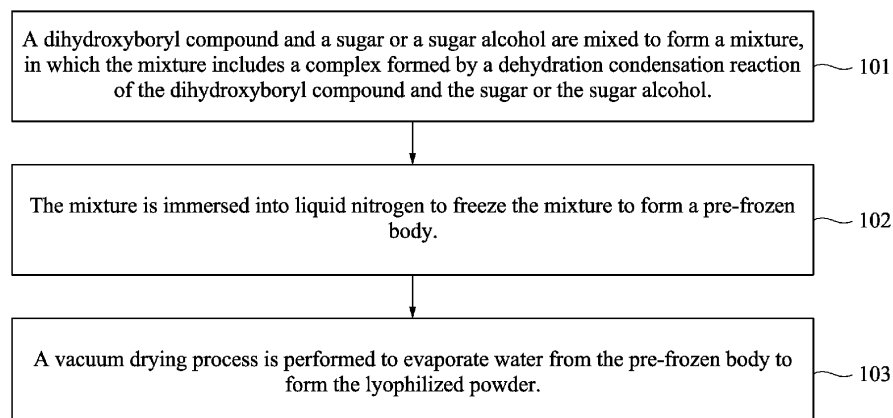 A dihydroxyboryl compound and a sugar or a sugar alcohol are mixed to form a mixture,
in which the mixture includes a complex formed by a dehydration condensation reaction
of the dihydroxyboryl compound and the sugar or the sugar alcohol.
101
The mixture is immersed into liquid nitrogen to freeze the mixture to form a pre-frozen
body.
102
A vacuum drying process is performed to evaporate water from the pre-frozen body to
form the lyophilized powder.
103